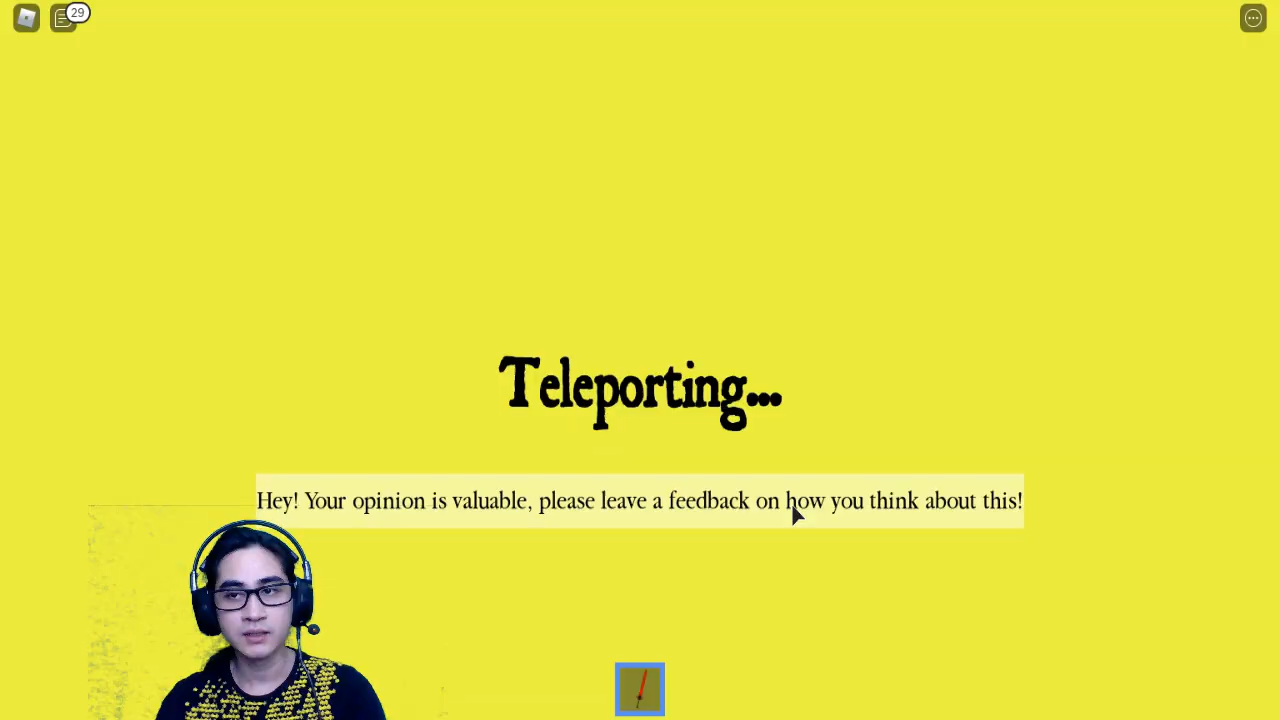 29
Teleporting...
Hey! Your opinion is valuable, please leave a feedback on how you think about this!